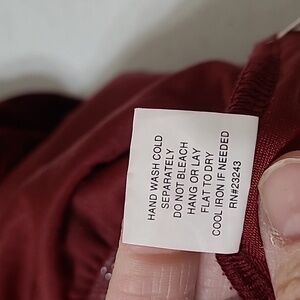 HAND WASH COLD
SEPARATELY
DO NOT BLEACH
HANG OR LAY
FLAT TO DRY
COOL IRON IF NEEDED
RN#23243